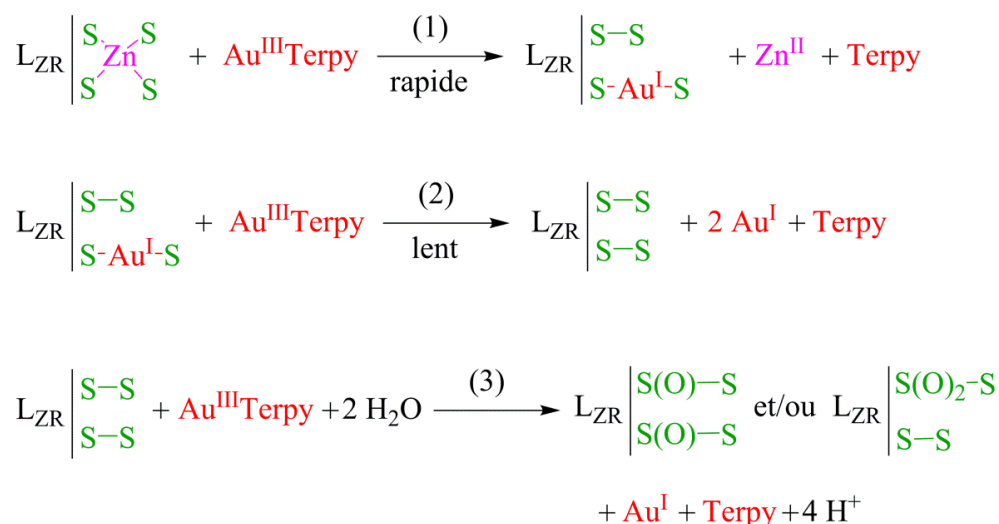 L_ZR S S Zn S S + Au^III Terpy (1) rapide L_ZR S–S S-Au^I-S + Zn^II + Terpy
L_ZR S–S S-Au^I-S + Au^III Terpy (2) lent L_ZR S–S S–S + 2 Au^I + Terpy
L_ZR S–S S–S + Au^III Terpy + 2 H₂O (3) L_ZR S(O)–S S(O)–S et/ou L_ZR S(O)₂-S S–S
+ Au^I + Terpy + 4 H⁺